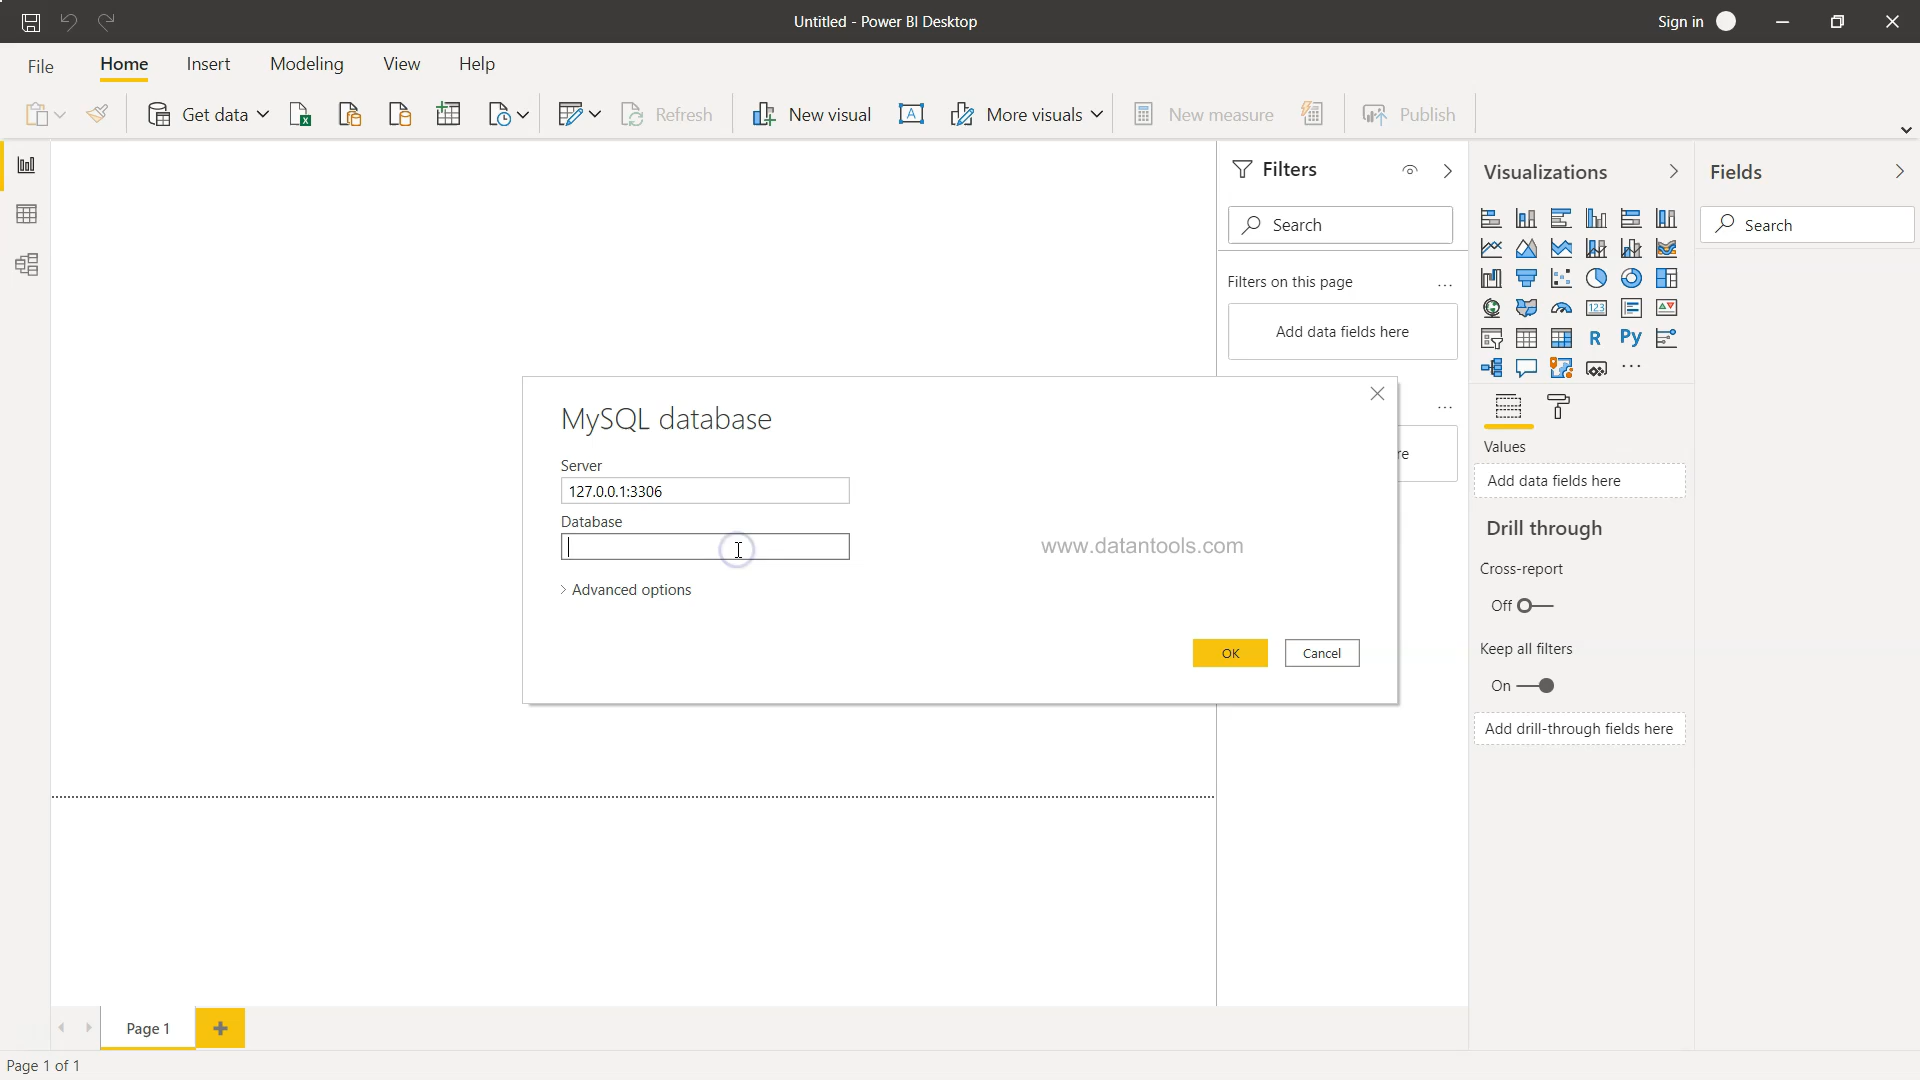 Untitled - Power BI Desktop
Sign in
File
Home
Insert
Modeling
View
Help
Get data
Refresh
New visual
A
More visuals
New measure
Publish
Filters
Search
Filters on this page
...
Add data fields here
...
re
Visualizations
123
R
Py
...
Values
Add data fields here
Drill through
Cross-report
Off
Keep all filters
On
Add drill-through fields here
Fields
Search
MySQL database
Server
127.0.0.1:3306
Database
www.datantools.com
> Advanced options
OK
Cancel
Page 1
+
Page 1 of 1